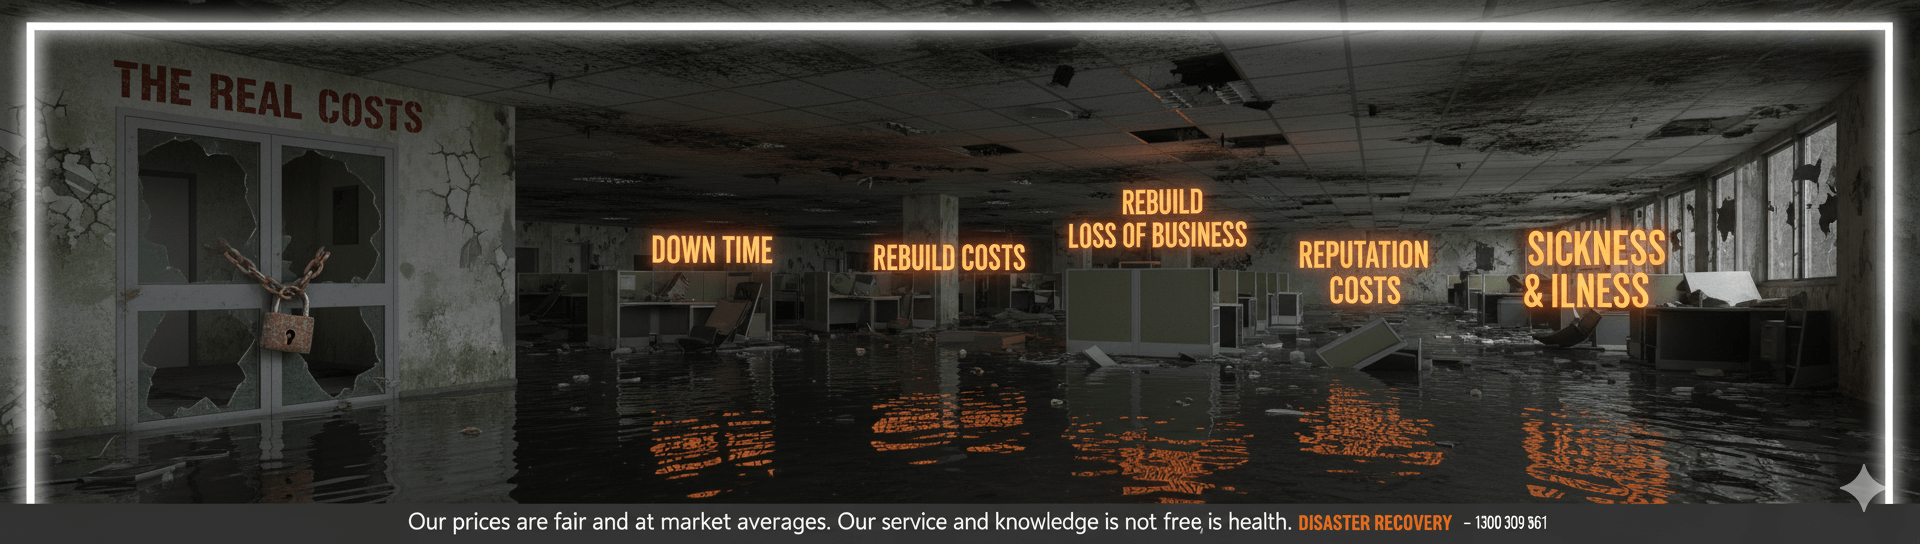 THE REAL COSTS
DOWN TIME
REBUILD COSTS
REBUILD
LOSS OF BUSINESS
REPUTATION
COSTS
SICKNESS
& ILNESS
Our prices are fair and at market averages. Our service and knowledge is not free, is health. DISASTER RECOVERY – 1300 309 361